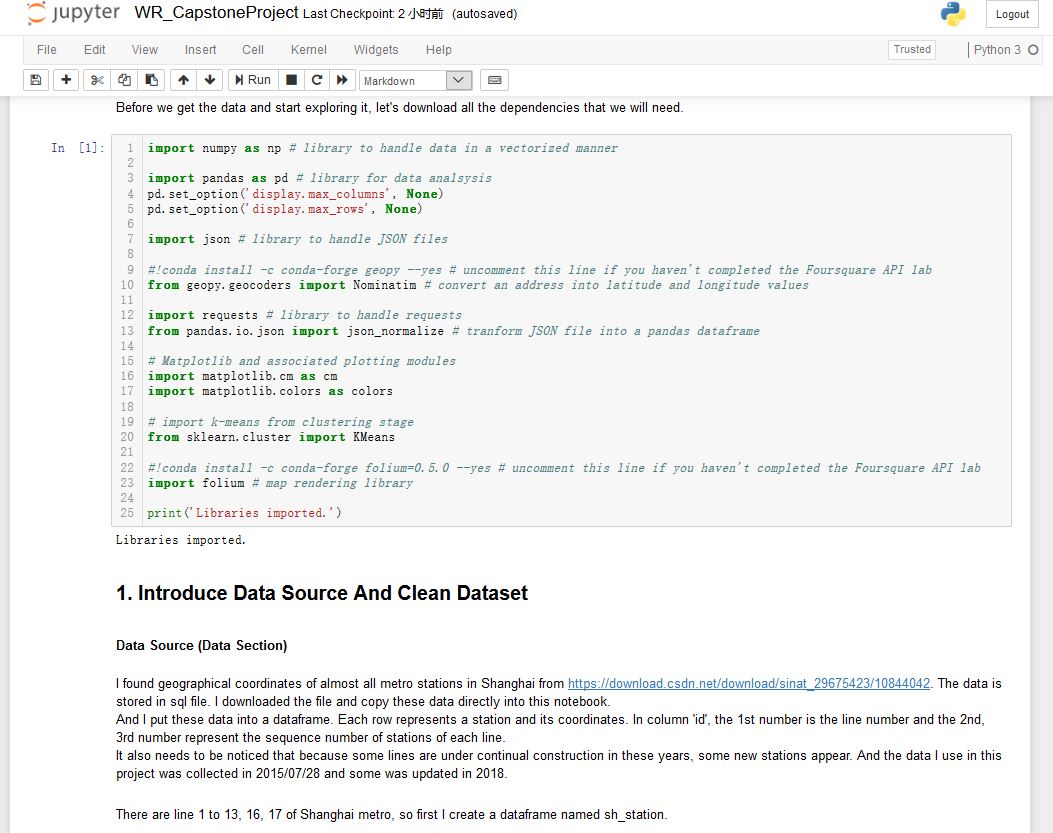 jupyter WR_CapstoneProject Last Checkpoint: 2 小时前 (autosaved) Logout
File Edit View Insert Cell Kernel Widgets Help Trusted Python 3
Run Markdown
Before we get the data and start exploring it, let's download all the dependencies that we will need.
In [1]:
1 import numpy as np # library to handle data in a vectorized manner
2
3 import pandas as pd # library for data analsysis
4 pd.set_option('display.max_columns', None)
5 pd.set_option('display.max_rows', None)
6
7 import json # library to handle JSON files
8
9 #!conda install -c conda-forge geopy --yes # uncomment this line if you haven't completed the Foursquare API lab
10 from geopy.geocoders import Nominatim # convert an address into latitude and longitude values
11
12 import requests # library to handle requests
13 from pandas.io.json import json_normalize # tranform JSON file into a pandas dataframe
14
15 # Matplotlib and associated plotting modules
16 import matplotlib.cm as cm
17 import matplotlib.colors as colors
18
19 # import k-means from clustering stage
20 from sklearn.cluster import KMeans
21
22 #!conda install -c conda-forge folium=0.5.0 --yes # uncomment this line if you haven't completed the Foursquare API lab
23 import folium # map rendering library
24
25 print('Libraries imported.')
Libraries imported.
1. Introduce Data Source And Clean Dataset
Data Source (Data Section)
I found geographical coordinates of almost all metro stations in Shanghai from https://download.csdn.net/download/sinat_29675423/10844042. The data is
stored in sql file. I downloaded the file and copy these data directly into this notebook.
And I put these data into a dataframe. Each row represents a station and its coordinates. In column 'id', the 1st number is the line number and the 2nd,
3rd number represent the sequence number of stations of each line.
It also needs to be noticed that because some lines are under continual construction in these years, some new stations appear. And the data I use in this
project was collected in 2015/07/28 and some was updated in 2018.
There are line 1 to 13, 16, 17 of Shanghai metro, so first I create a dataframe named sh_station.